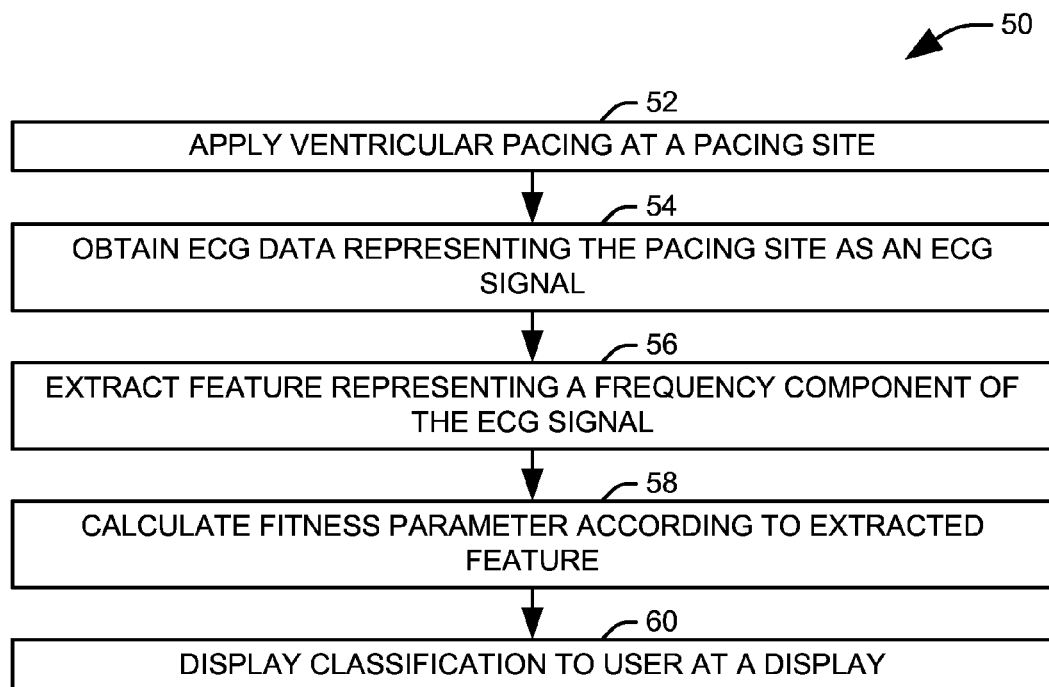 50
52
APPLY VENTRICULAR PACING AT A PACING SITE
54
OBTAIN ECG DATA REPRESENTING THE PACING SITE AS AN ECG
SIGNAL
56
EXTRACT FEATURE REPRESENTING A FREQUENCY COMPONENT OF
THE ECG SIGNAL
58
CALCULATE FITNESS PARAMETER ACCORDING TO EXTRACTED
FEATURE
60
DISPLAY CLASSIFICATION TO USER AT A DISPLAY